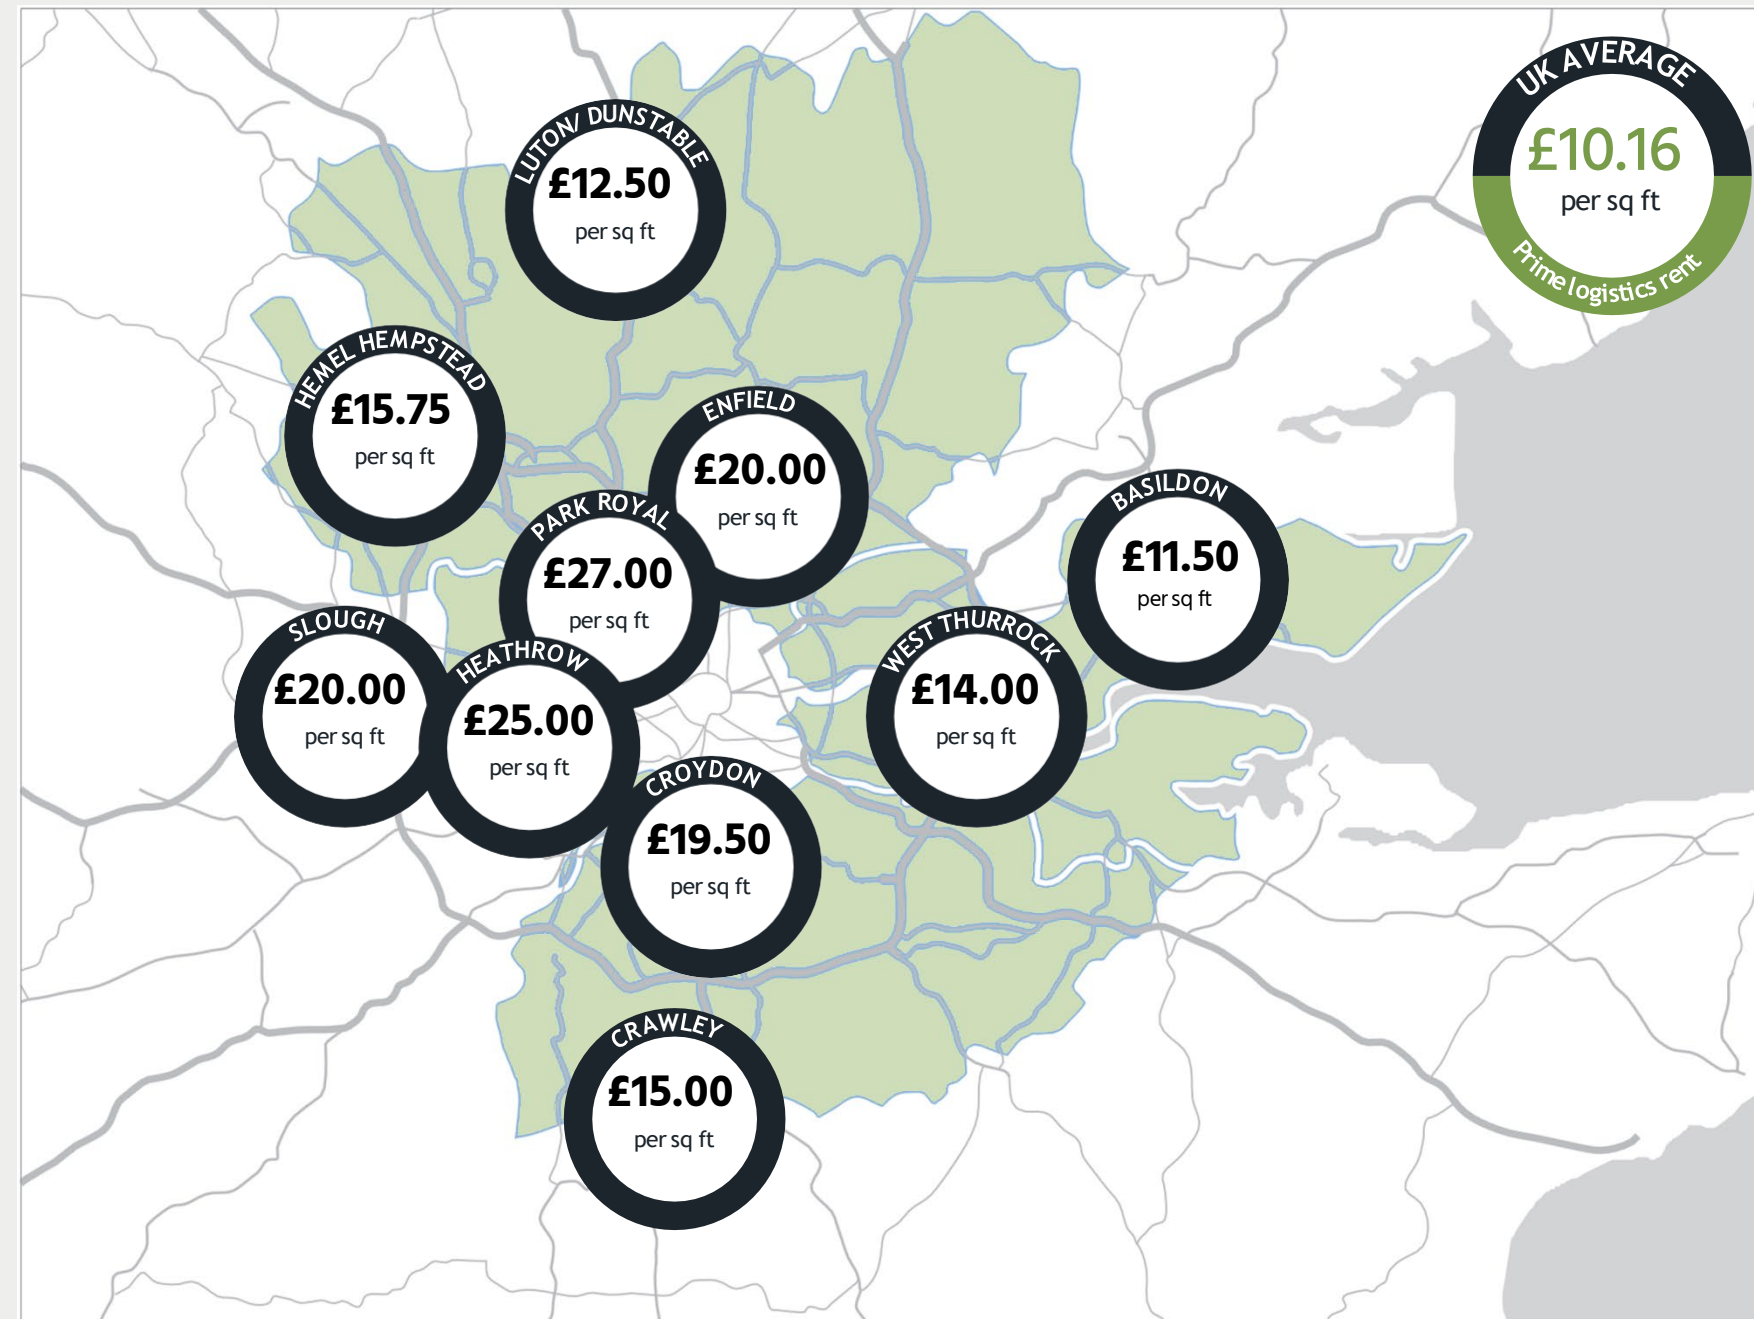 UK AVERAGE
£10.16
per sq ft
Prime logistics rent
LUTON/ DUNSTABLE
£12.50
per sq ft
HEMEL HEMPSTEAD
£15.75
per sq ft
ENFIELD
£20.00
per sq ft
PARK ROYAL
£27.00
per sq ft
BASILDON
£11.50
per sq ft
SLOUGH
£20.00
per sq ft
HEATHROW
£25.00
per sq ft
WEST THURROCK
£14.00
per sq ft
CROYDON
£19.50
per sq ft
CRAWLEY
£15.00
per sq ft